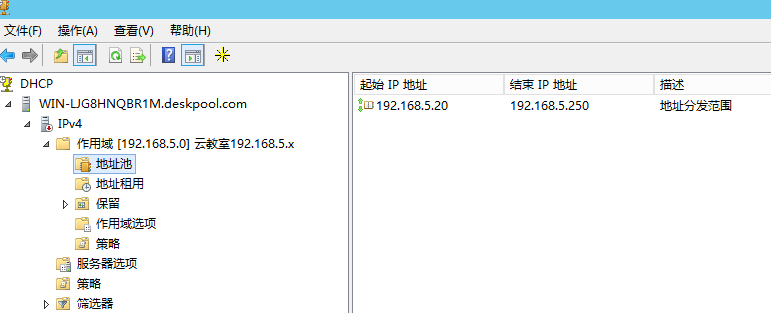 文件(F) 操作(A) 查看(V) 帮助(H)
DHCP
WIN-LJG8HNQBR1M.deskpool.com
IPv4
作用域 [192.168.5.0] 云教室192.168.5.x
地址池
地址租用
保留
作用域选项
策略
服务器选项
策略
筛选器
起始 IP 地址 结束 IP 地址 描述
192.168.5.20 192.168.5.250 地址分发范围